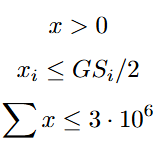 x > 0
x_i ≤ GS_i/2
∑ x ≤ 3 · 10^6